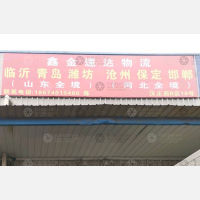 鑫金速达物流
临沂 青岛 潍坊 沧州 保定 邯郸
（山东全境） （河北全境）